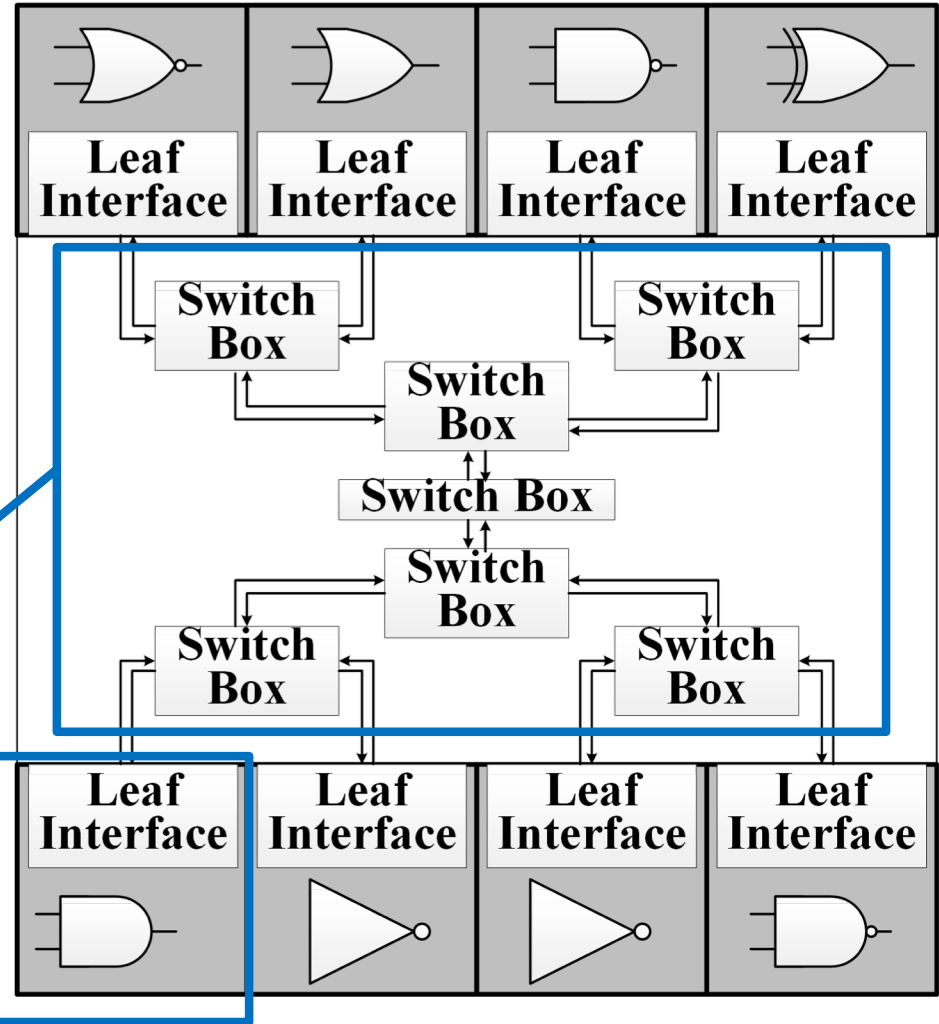 Leaf
Interface
Leaf
Interface
Leaf
Interface
Leaf
Interface
Switch
Box
Switch
Box
Switch
Box
Switch Box
Switch
Box
Switch
Box
Switch
Box
Leaf
Interface
Leaf
Interface
Leaf
Interface
Leaf
Interface